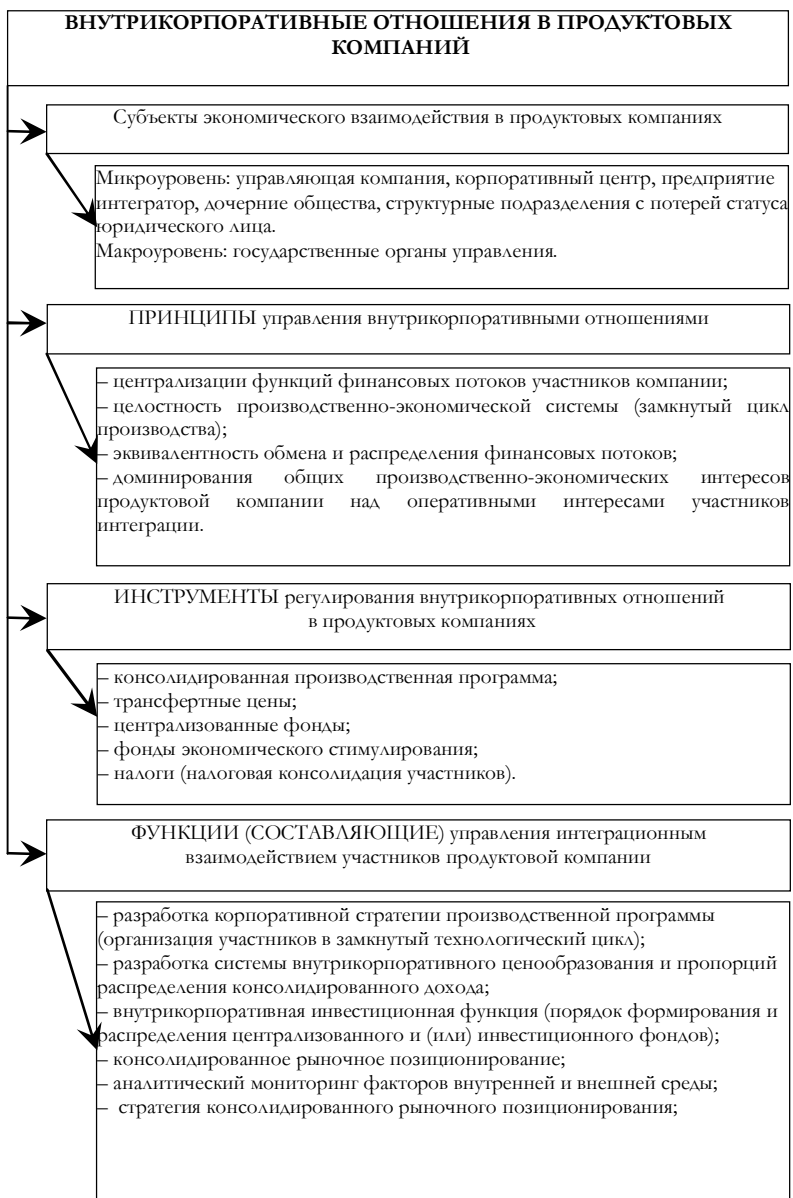 ВНУТРИКОРПОРАТИВНЫЕ ОТНОШЕНИЯ В ПРОДУКТОВЫХ
КОМПАНИЙ
Субъекты экономического взаимодействия в продуктовых компаниях
Микроуровень: управляющая компания, корпоративный центр, предприятие
интегратор, дочерние общества, структурные подразделения с потерей статуса
юридического лица.
Макроуровень: государственные органы управления.
ПРИНЦИПЫ управления внутрикорпоративными отношениями
– централизации функций финансовых потоков участников компании;
– целостность производственно-экономической системы (замкнутый цикл
производства);
– эквивалентность обмена и распределения финансовых потоков;
– доминирования общих производственно-экономических интересов
продуктовой компании над оперативными интересами участников
интеграции.
ИНСТРУМЕНТЫ регулирования внутрикорпоративных отношений
в продуктовых компаниях
– консолидированная производственная программа;
– трансфертные цены;
– централизованные фонды;
– фонды экономического стимулирования;
– налоги (налоговая консолидация участников).
ФУНКЦИИ (СОСТАВЛЯЮЩИЕ) управления интеграционным
взаимодействием участников продуктовой компании
– разработка корпоративной стратегии производственной программы
(организация участников в замкнутый технологический цикл);
– разработка системы внутрикорпоративного ценообразования и пропорций
распределения консолидированного дохода;
– внутрикорпоративная инвестиционная функция (порядок формирования и
распределения централизованного и (или) инвестиционного фондов);
– консолидированное рыночное позиционирование;
– аналитический мониторинг факторов внутренней и внешней среды;
– стратегия консолидированного рыночного позиционирования;